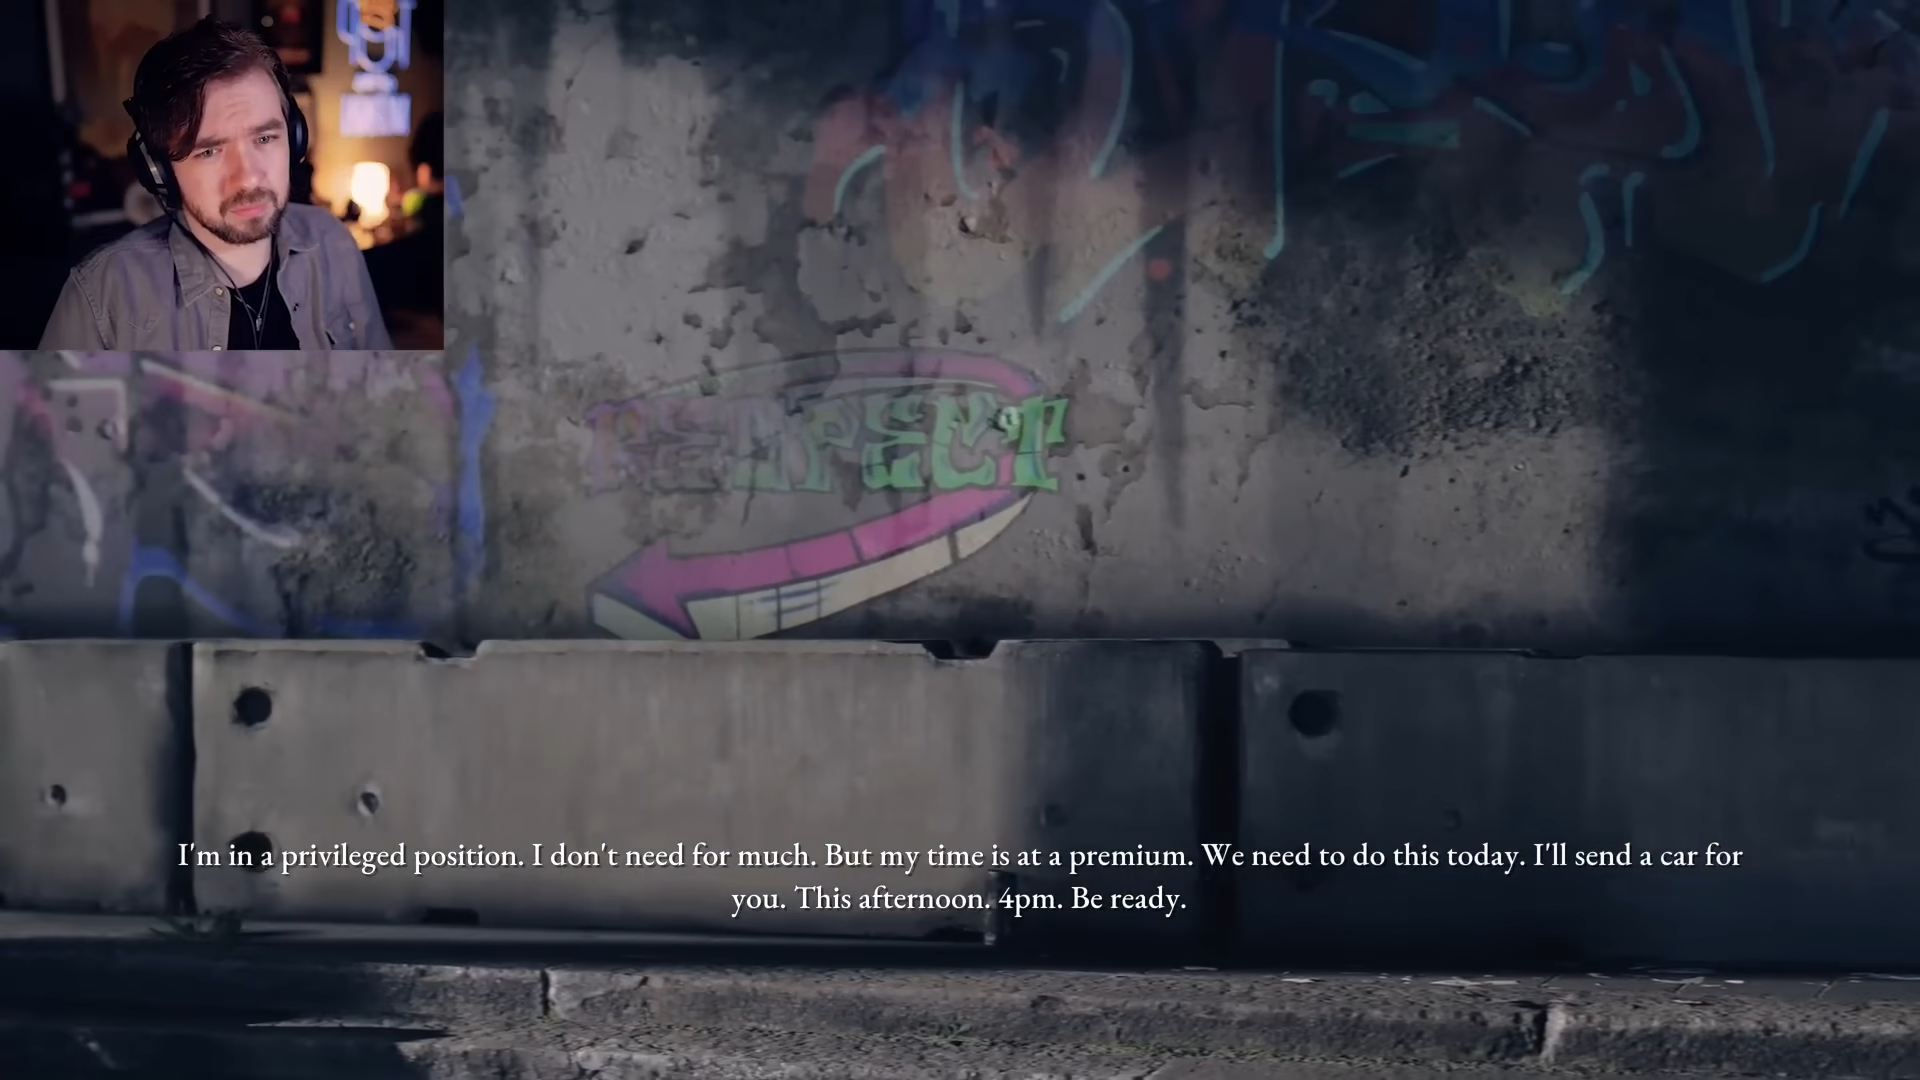 RESPECT
I'm in a privileged position. I don't need for much. But my time is at a premium. We need to do this today. I'll send a car for
you. This afternoon. 4pm. Be ready.